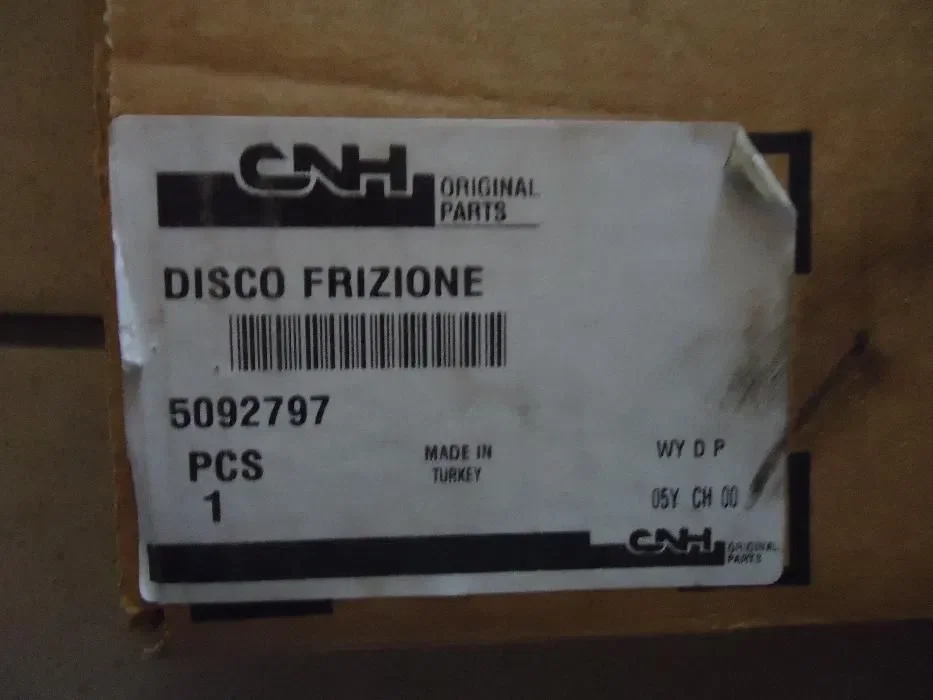 CNH ORIGINAL
PARTS
DISCO FRIZIONE
5092797
PCS
1
MADE IN
TURKEY
WY D P
05Y CH 00
CNH ORIGINAL
PARTS